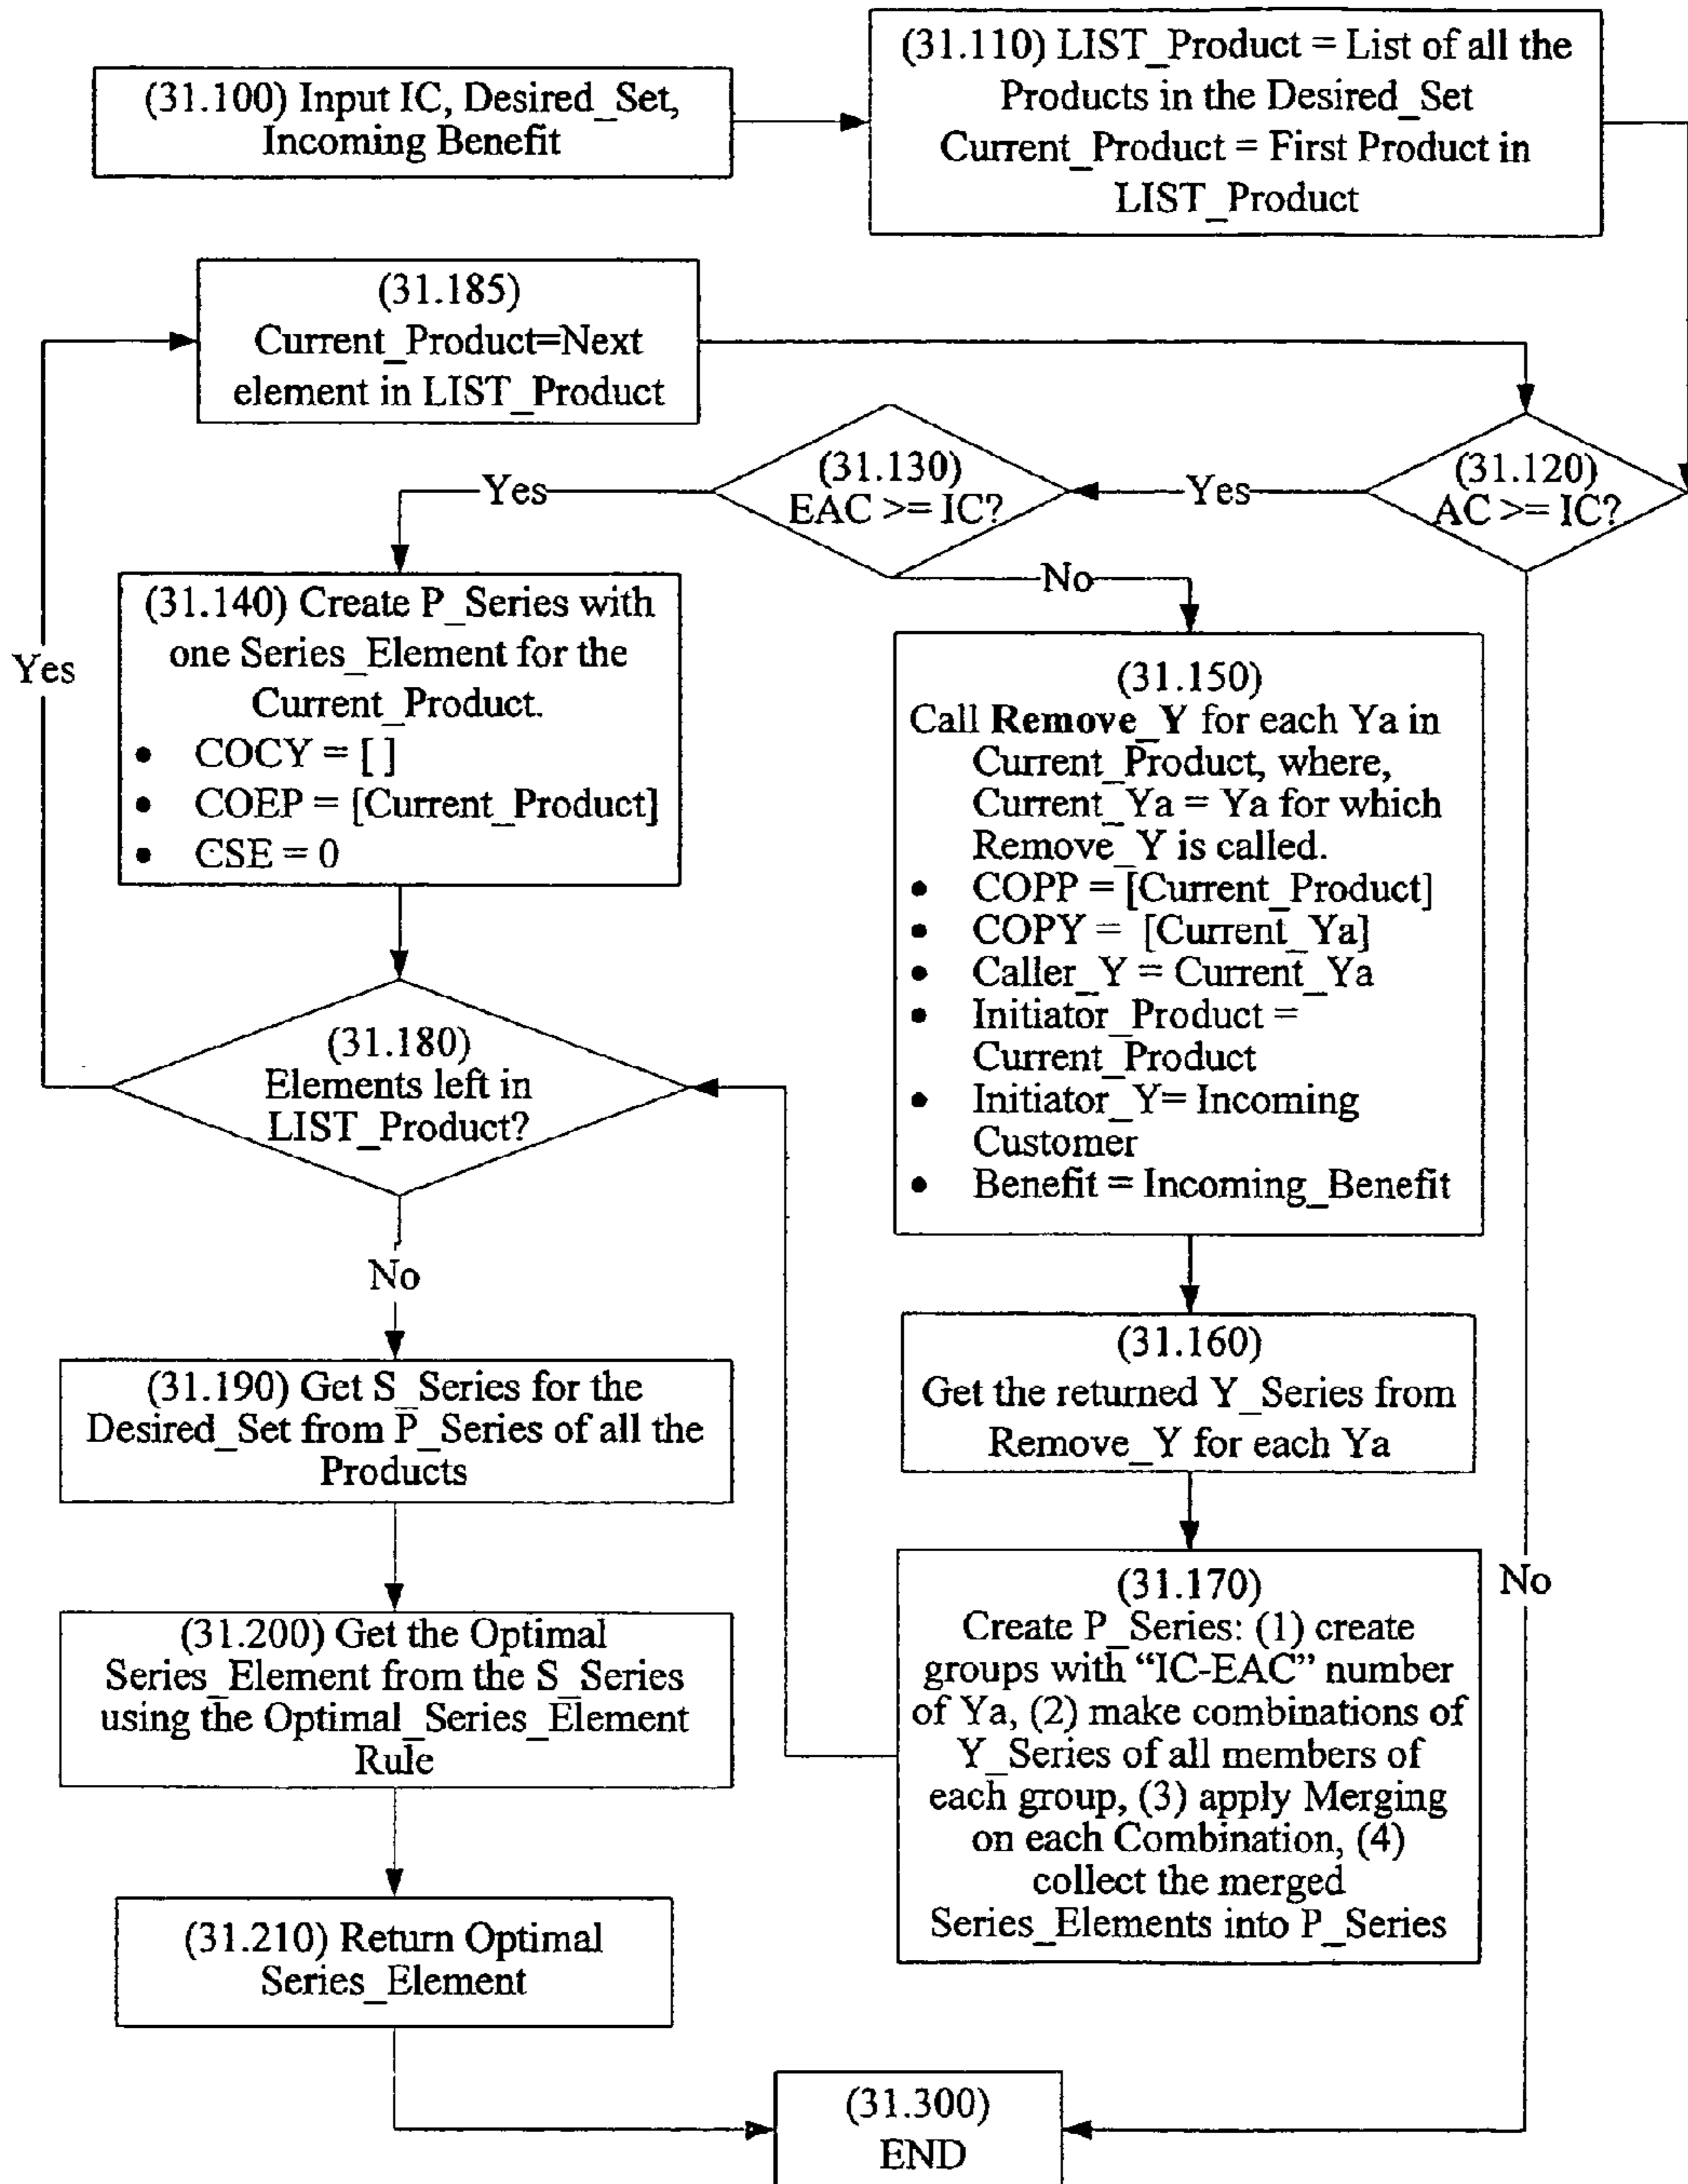 (31.100) Input IC, Desired_Set,
Incoming Benefit
(31.110) LIST_Product = List of all the
Products in the Desired_Set
Current_Product = First Product in
LIST_Product
(31.185)
Current_Product=Next
element in LIST_Product
(31.120)
AC >= IC?
Yes
(31.130)
EAC >= IC?
Yes
No
(31.140) Create P_Series with
one Series_Element for the
Current_Product.
• COCY = [ ]
• COEP = [Current_Product]
• CSE = 0
Yes
(31.150)
Call Remove_Y for each Ya in
Current_Product, where,
Current_Ya = Ya for which
Remove_Y is called.
• COPP = [Current_Product]
• COPY = [Current_Ya]
• Caller_Y = Current_Ya
• Initiator_Product =
Current_Product
• Initiator_Y= Incoming
Customer
• Benefit = Incoming_Benefit
(31.180)
Elements left in
LIST_Product?
No
(31.160)
Get the returned Y_Series from
Remove_Y for each Ya
(31.190) Get S_Series for the
Desired_Set from P_Series of all the
Products
(31.170)
Create P_Series: (1) create
groups with “IC-EAC” number
of Ya, (2) make combinations of
Y_Series of all members of
each group, (3) apply Merging
on each Combination, (4)
collect the merged
Series_Elements into P_Series
No
(31.200) Get the Optimal
Series_Element from the S_Series
using the Optimal_Series_Element
Rule
(31.210) Return Optimal
Series_Element
(31.300)
END